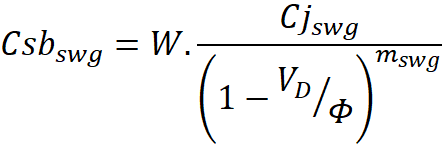 Csb_swg = W. Cj_swg / (1 − V_D/Φ)^m_swg